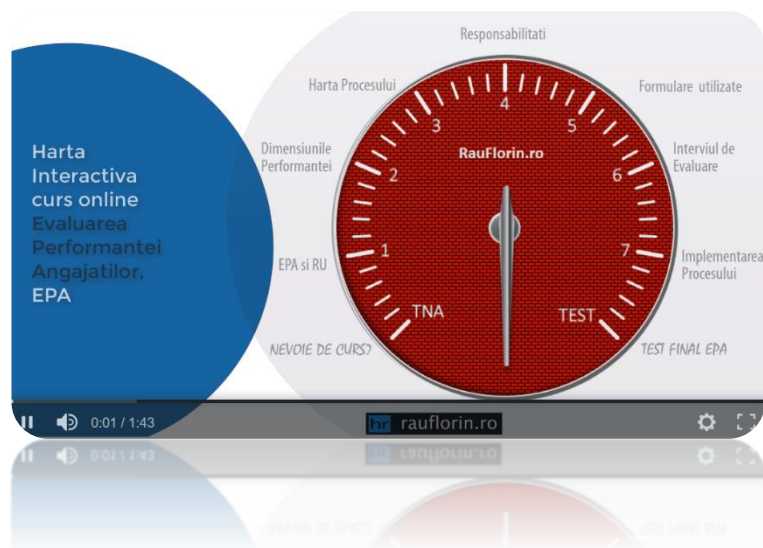 Harta
Interactiva
curs online
Evaluarea
Performantei
Angajatilor,
EPA
Responsabilitati
Harta Procesului
Formulare utilizate
Dimensiunile
Performantei
Interviul de
Evaluare
EPA si RU
Implementarea
Procesului
NEVOIE DE CURS?
TEST FINAL EPA
RauFlorin.ro
TNA
1
2
3
4
5
6
7
TEST
0:01 / 1:43
hr rauflorin.ro